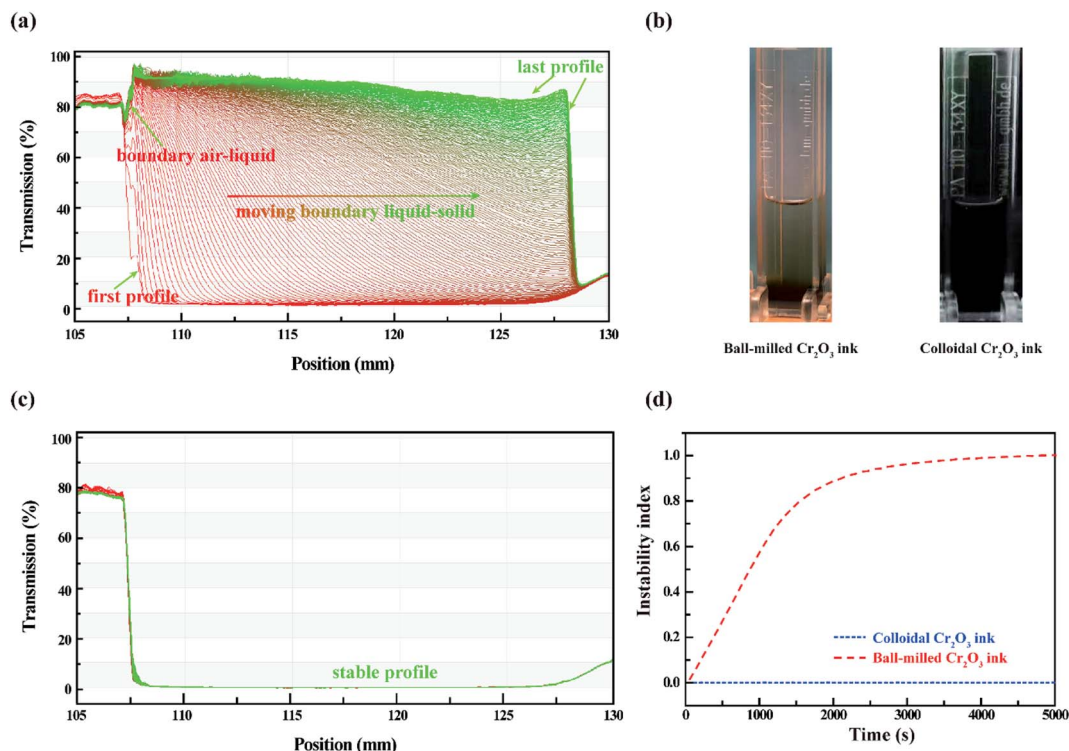 (a)
100
80
60
40
20
0
Transmission (%)
last profile
boundary air-liquid
moving boundary liquid-solid
first profile
105 110 115 120 125 130
Position (mm)
(b)
Ball-milled Cr₂O₃ ink
Colloidal Cr₂O₃ ink
(c)
100
80
60
40
20
0
Transmission (%)
stable profile
105 110 115 120 125 130
Position (mm)
(d)
1.0
0.8
0.6
0.4
0.2
0.0
Instability index
Colloidal Cr₂O₃ ink
Ball-milled Cr₂O₃ ink
0 1000 2000 3000 4000 5000
Time (s)